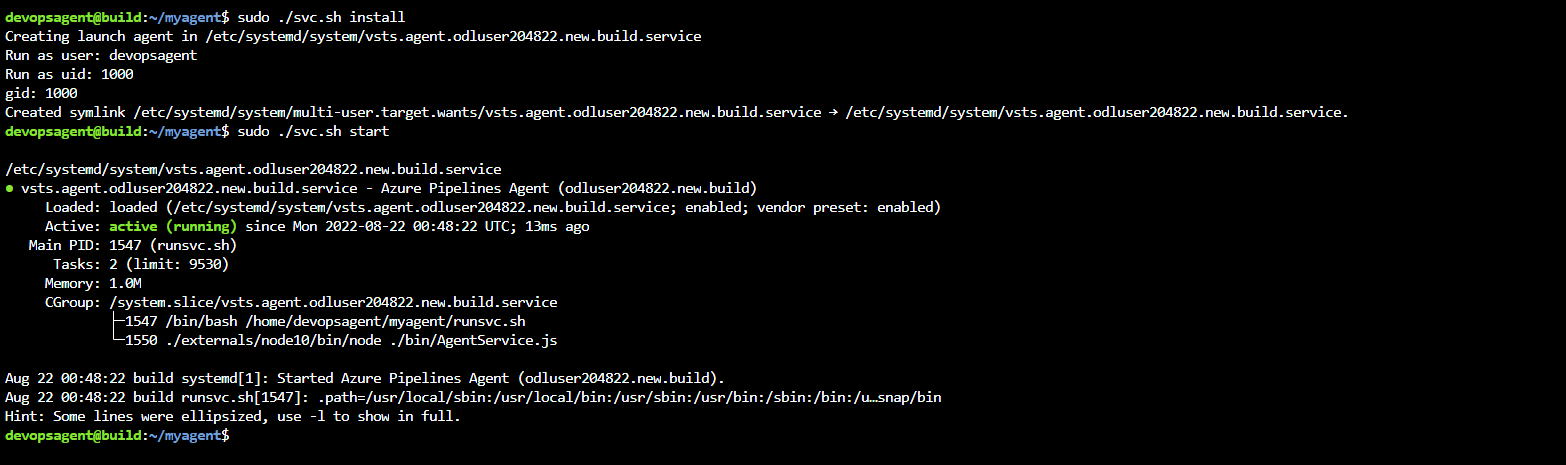 devopsagent@build:~/myagent$ sudo ./svc.sh install
Creating launch agent in /etc/systemd/system/vsts.agent.odluser204822.new.build.service
Run as user: devopsagent
Run as uid: 1000
gid: 1000
Created symlink /etc/systemd/system/multi-user.target.wants/vsts.agent.odluser204822.new.build.service → /etc/systemd/system/vsts.agent.odluser204822.new.build.service.
devopsagent@build:~/myagent$ sudo ./svc.sh start
/etc/systemd/system/vsts.agent.odluser204822.new.build.service
● vsts.agent.odluser204822.new.build.service - Azure Pipelines Agent (odluser204822.new.build)
Loaded: loaded (/etc/systemd/system/vsts.agent.odluser204822.new.build.service; enabled; vendor preset: enabled)
Active: active (running) since Mon 2022-08-22 00:48:22 UTC; 13ms ago
Main PID: 1547 (runsvc.sh)
Tasks: 2 (limit: 9530)
Memory: 1.0M
CGroup: /system.slice/vsts.agent.odluser204822.new.build.service
├─1547 /bin/bash /home/devopsagent/myagent/runsvc.sh
└─1550 ./externals/node10/bin/node ./bin/AgentService.js
Aug 22 00:48:22 build systemd[1]: Started Azure Pipelines Agent (odluser204822.new.build).
Aug 22 00:48:22 build runsvc.sh[1547]: .path=/usr/local/sbin:/usr/local/bin:/usr/sbin:/usr/bin:/sbin:/bin:/u…snap/bin
Hint: Some lines were ellipsized, use -l to show in full.
devopsagent@build:~/myagent$